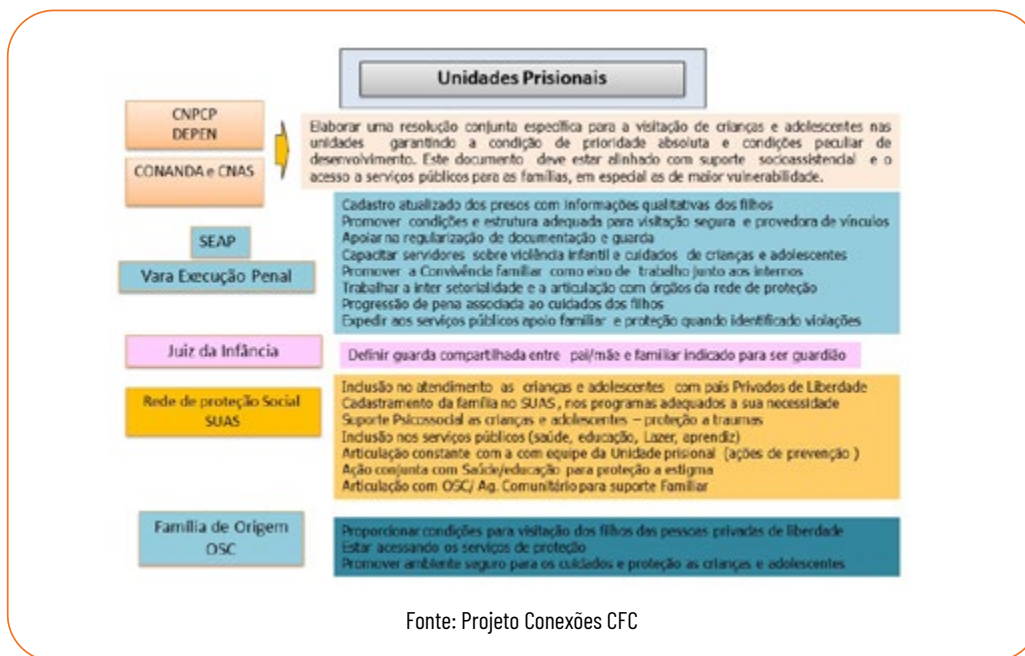 Unidades Prisionais
CNPCP
DEPEN
CONANDA e CNAS
Elaborar uma resolução conjunta específica para a visitação de crianças e adolescentes nas
unidades garantindo a condição de prioridade absoluta e condições peculiar de
desenvolvimento. Este documento deve estar alinhado com suporte socioassistencial e o
acesso a serviços públicos para as famílias, em especial as de maior vulnerabilidade.
SEAP
Vara Execução Penal
Cadastro atualizado dos presos com informações qualitativas dos filhos
Promover condições e estrutura adequada para visitação segura e provedora de vínculos
Apoiar na regularização de documentação e guarda
Capacitar servidores sobre violência infantil e cuidados de crianças e adolescentes
Promover a Convivência familiar como eixo de trabalho junto aos internos
Trabalhar a inter setorialidade e a articulação com órgãos da rede de proteção
Progressão de pena associada ao cuidados dos filhos
Expedir aos serviços públicos apoio familiar e proteção quando identificado violações
Juiz da Infância
Definir guarda compartilhada entre pai/mãe e familiar indicado para ser guardião
Rede de proteção Social
SUAS
Inclusão no atendimento as crianças e adolescentes com pais Privados de Liberdade
Cadastramento da família no SUAS, nos programas adequados a sua necessidade
Suporte Psicossocial as crianças e adolescentes – proteção a traumas
Inclusão nos serviços públicos (saúde, educação, Lazer, aprendiz)
Articulação constante com a com equipe da Unidade prisional (ações de prevenção )
Ação conjunta com Saúde/educação para proteção a estigma
Articulação com OSC/ Ag. Comunitário para suporte Familiar
Família de Origem
OSC
Proporcionar condições para visitação dos filhos das pessoas privadas de liberdade
Estar acessando os serviços de proteção
Promover ambiente seguro para os cuidados e proteção as crianças e adolescentes
Fonte: Projeto Conexões CFC